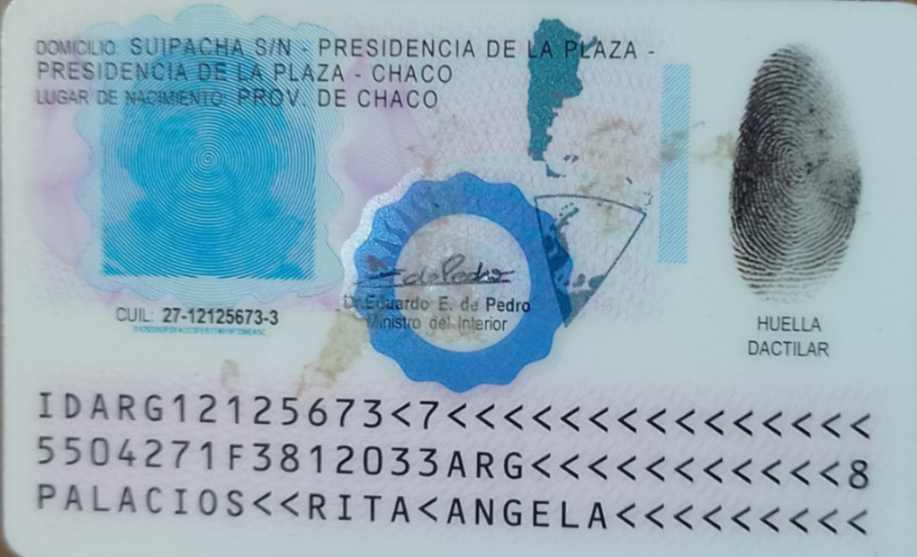 DOMICILIO: SUIPACHA S/N - PRESIDENCIA DE LA PLAZA -
PRESIDENCIA DE LA PLAZA - CHACO
LUGAR DE NACIMIENTO: PROV. DE CHACO
CUIL: 27-12125673-3
Dr. Eduardo E. de Pedro
Ministro del Interior
HUELLA
DACTILAR
IDARG12125673<7<<<<<<<<<<<<<<<
5504271F3812033ARG<<<<<<<<<<<8
PALACIOS<<RITA<ANGELA<<<<<<<<<